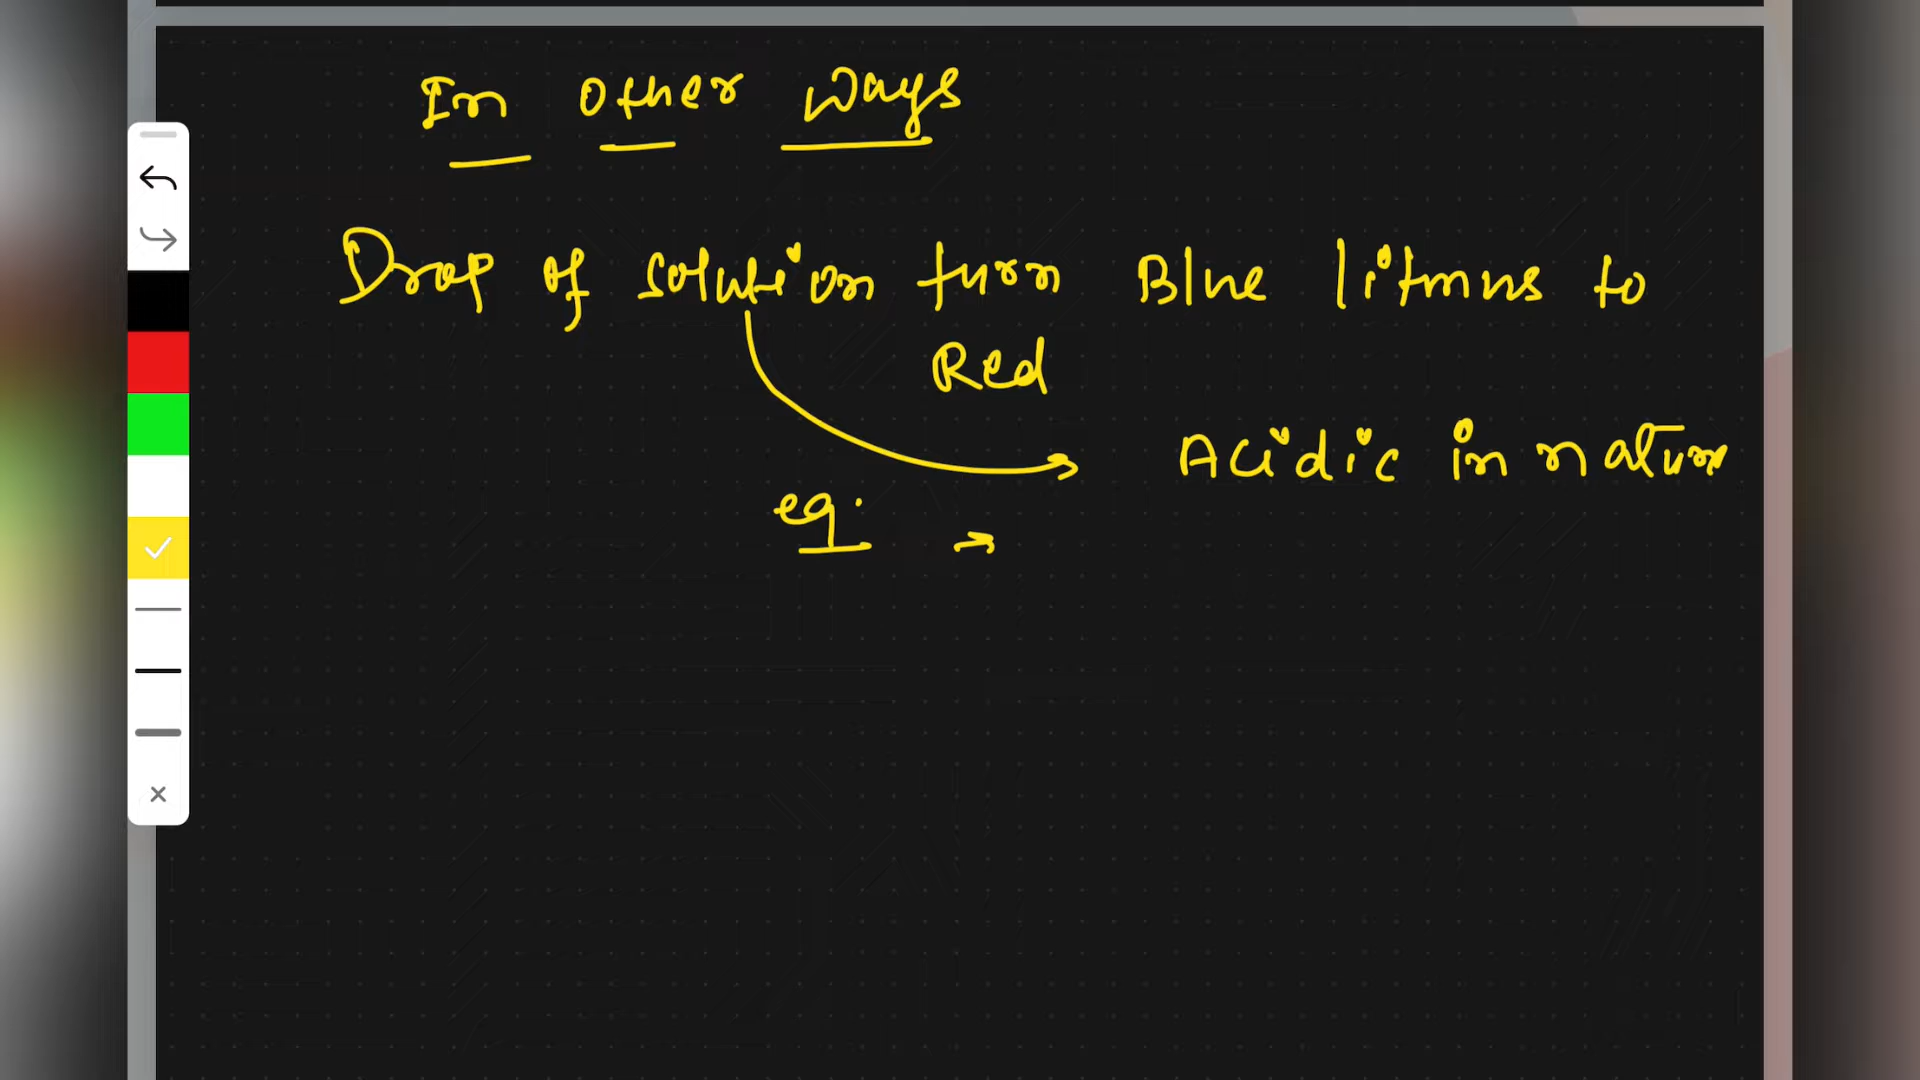 In other ways
Drop of solution turn Blue litmus to
Red
Acidic in nature
eg. →